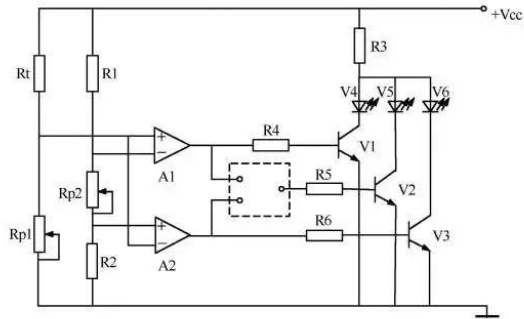 +Vcc
Rt
R1
R3
V4
V5
V6
R4
+
−
A1
V1
Rp2
R5
V2
Rp1
+
−
R6
R2
A2
V3